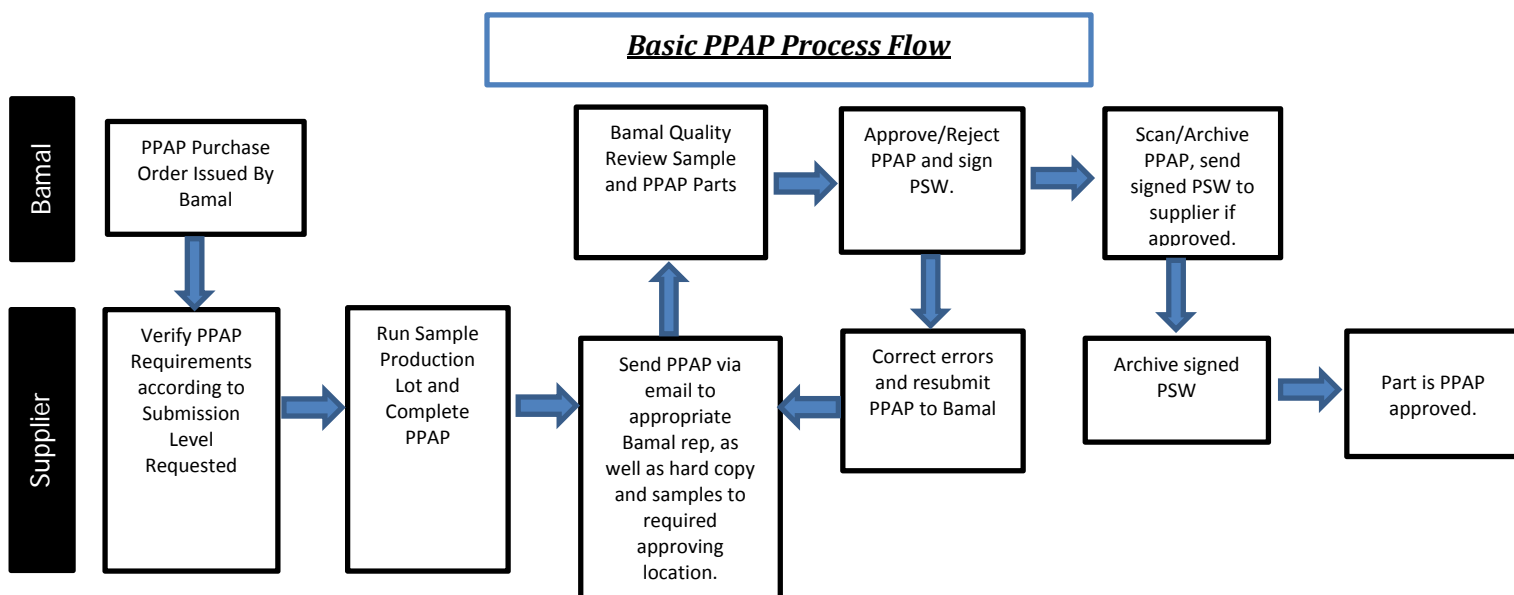 Basic PPAP Process Flow
Bamal
PPAP Purchase
Order Issued By
Bamal
Bamal Quality
Review Sample
and PPAP Parts
Approve/Reject
PPAP and sign
PSW.
Scan/Archive
PPAP, send
signed PSW to
supplier if
approved.
Supplier
Verify PPAP
Requirements
according to
Submission
Level
Requested
Run Sample
Production
Lot and
Complete
PPAP
Send PPAP via
email to
appropriate
Bamal rep, as
well as hard copy
and samples to
required
approving
location.
Correct errors
and resubmit
PPAP to Bamal
Archive signed
PSW
Part is PPAP
approved.